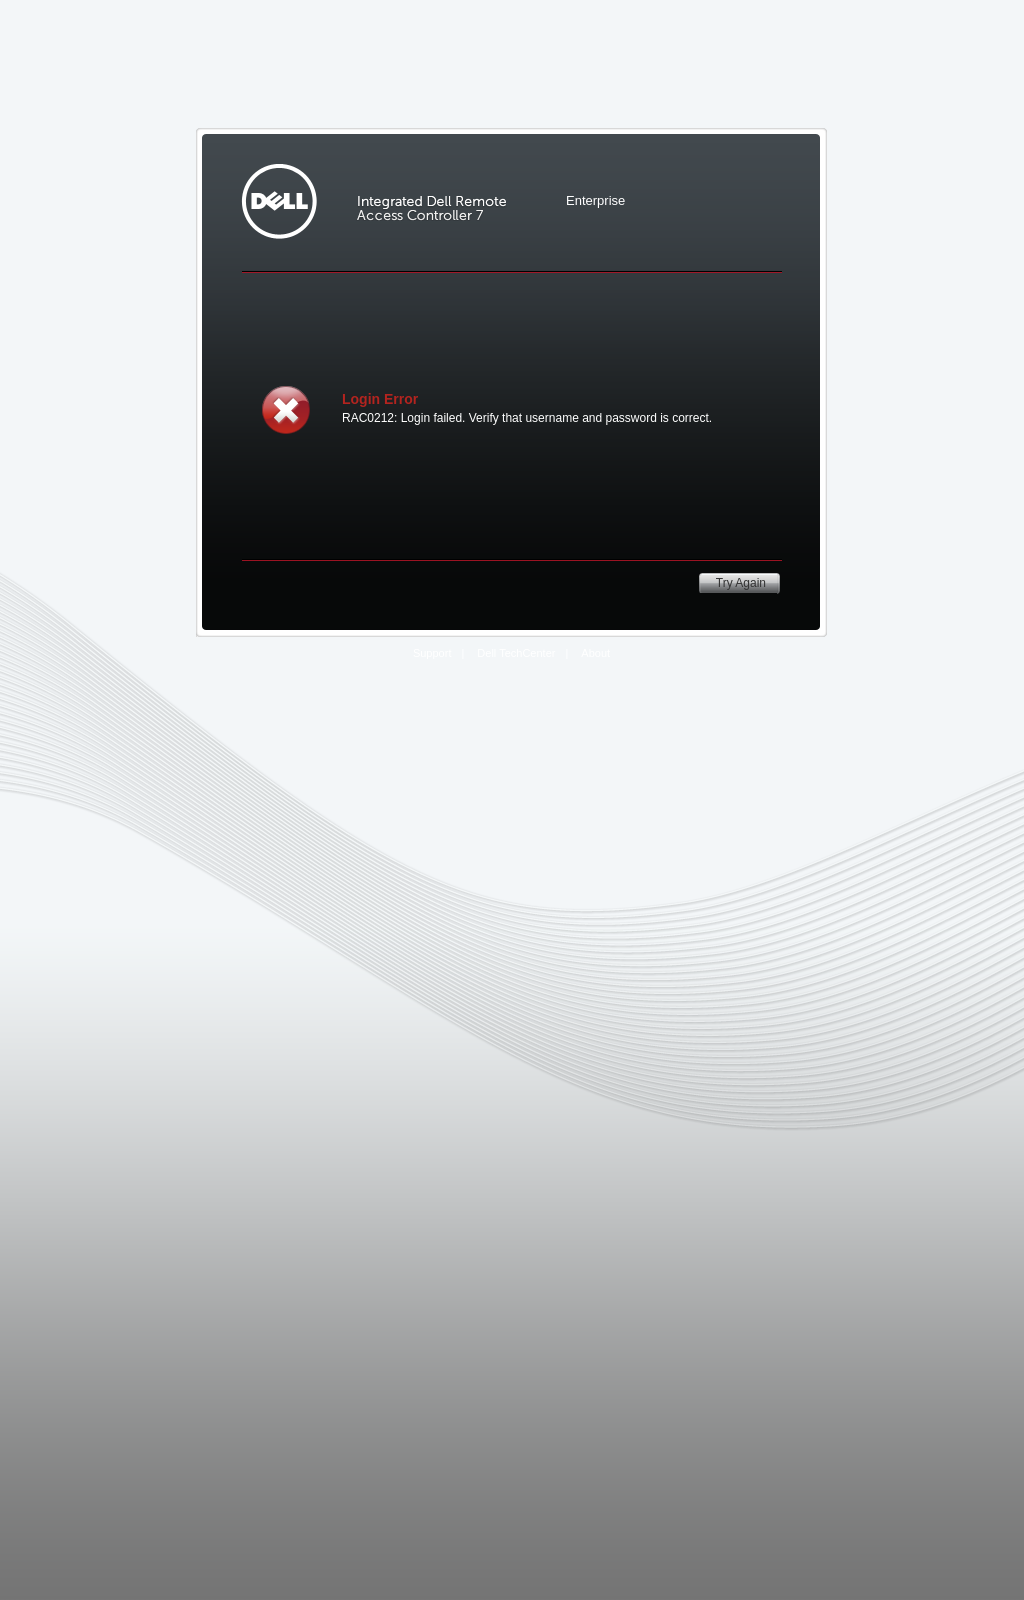 DELL
Integrated Dell Remote
Access Controller 7
Enterprise
Login Error
RAC0212: Login failed. Verify that username and password is correct.
Try Again
Support | Dell TechCenter | About